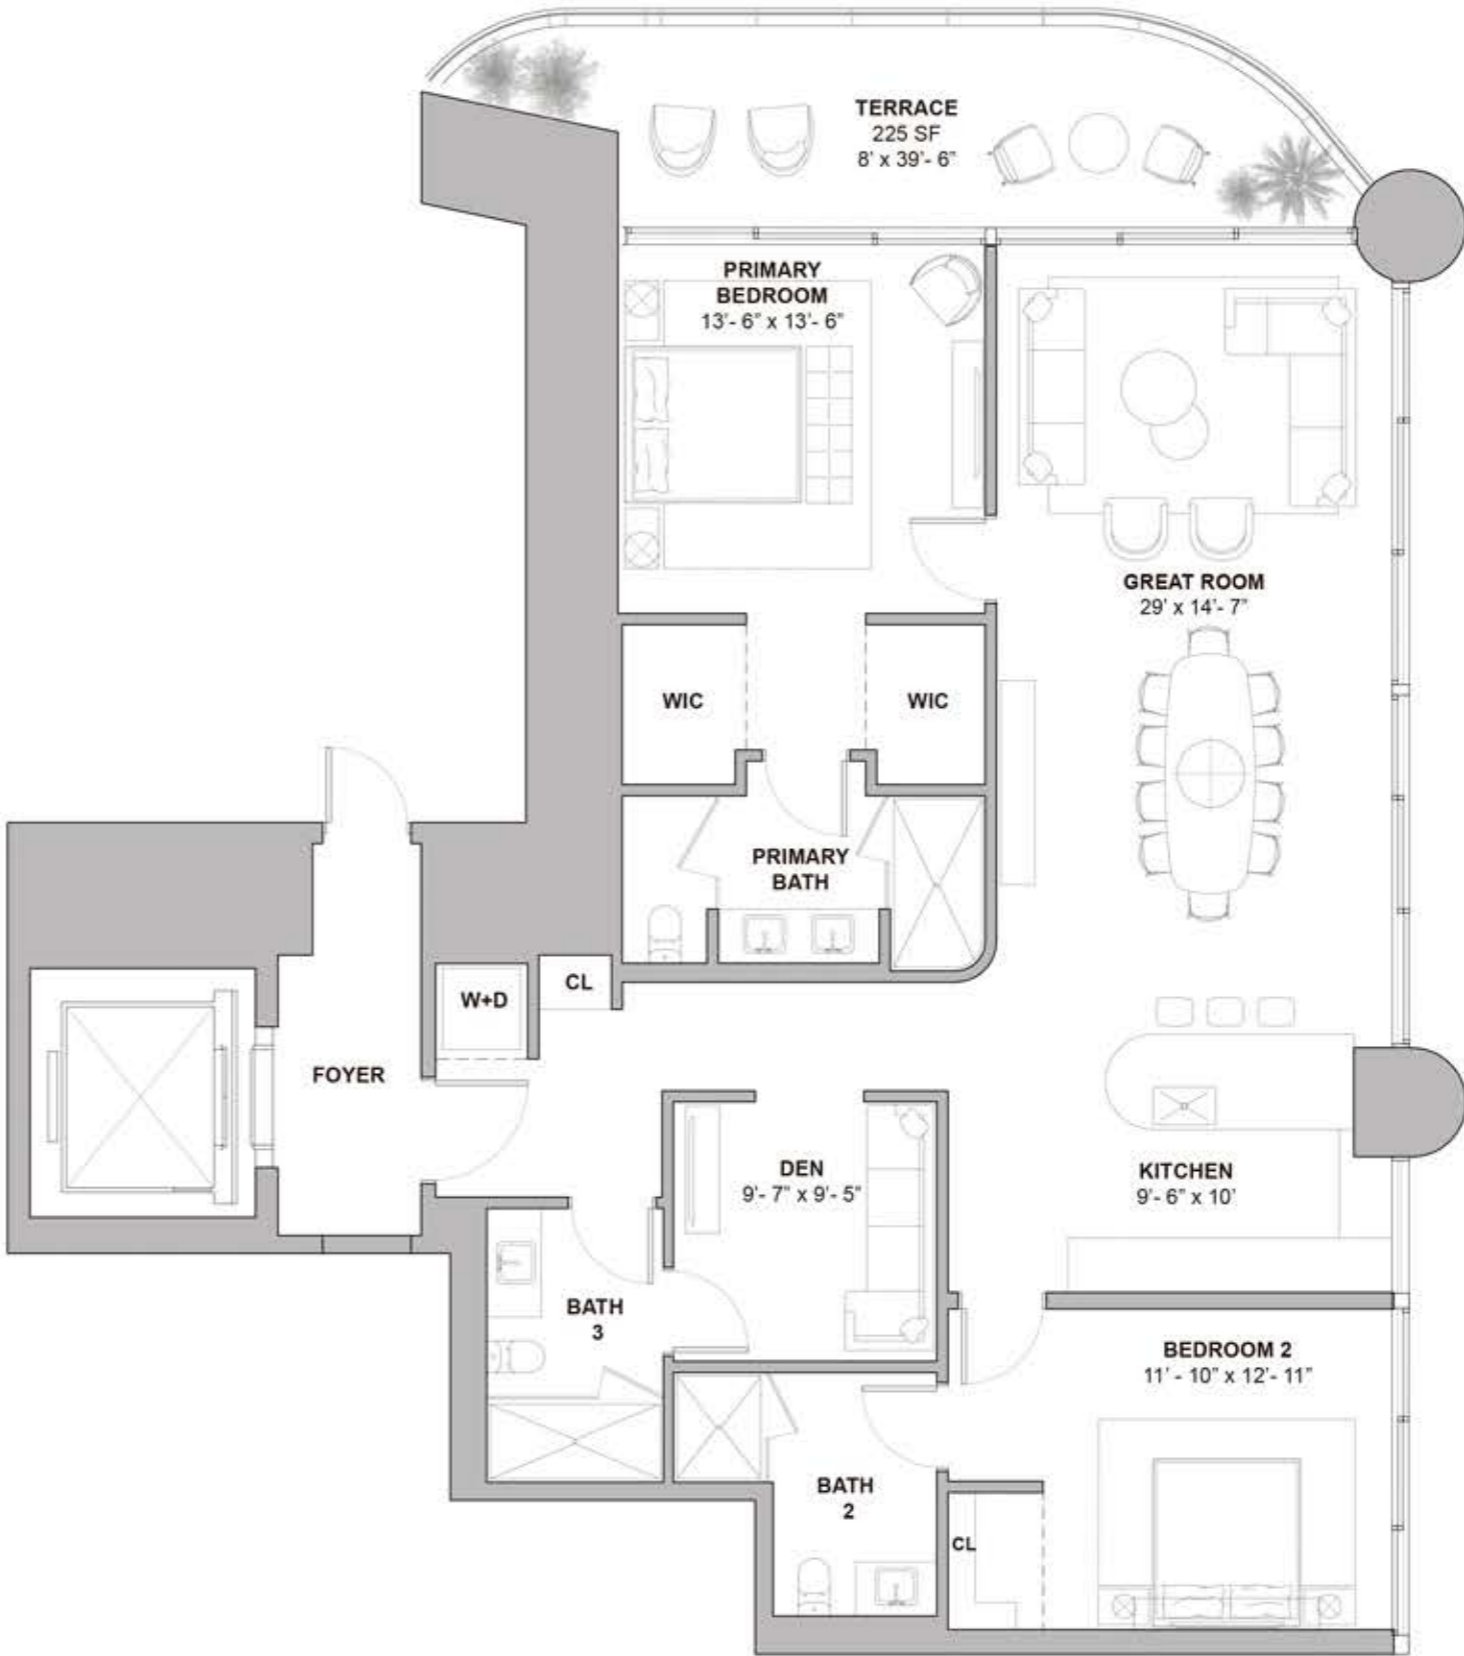 TERRACE
225 SF
8' x 39'- 6"
PRIMARY
BEDROOM
13'- 6" x 13'- 6"
GREAT ROOM
29' x 14'- 7"
WIC
WIC
PRIMARY
BATH
CL
W+D
FOYER
DEN
9'- 7" x 9'- 5"
KITCHEN
9'- 6" x 10'
BATH
3
BEDROOM 2
11' - 10" x 12'- 11"
BATH
2
CL